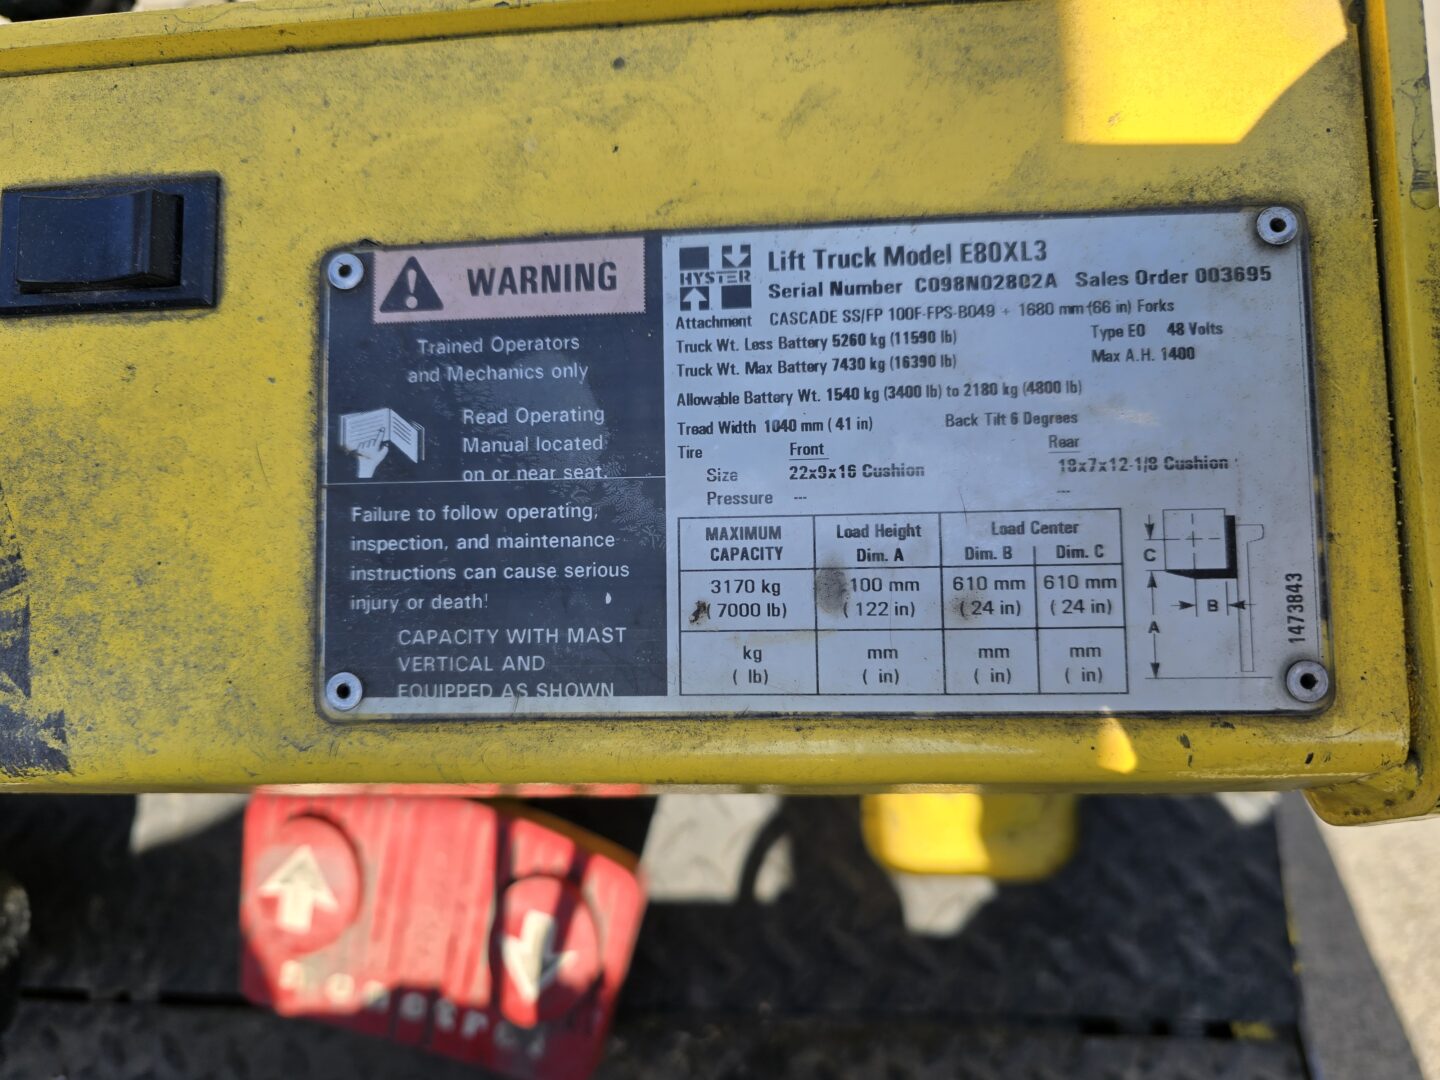 WARNING
Trained Operators
and Mechanics only
Read Operating
Manual located
on or near seat.
Failure to follow operating,
inspection, and maintenance
instructions can cause serious
injury or death!
CAPACITY WITH MAST
VERTICAL AND
EQUIPPED AS SHOWN
HYSTER
Lift Truck Model E80XL3
Serial Number C098N02802A Sales Order 003695
Attachment CASCADE SS/FP 100F-FPS-B049 + 1680 mm (66 in) Forks
Truck Wt. Less Battery 5260 kg (11590 lb) Type EO 48 Volts
Truck Wt. Max Battery 7430 kg (16390 lb) Max A.H. 1400
Allowable Battery Wt. 1540 kg (3400 lb) to 2180 kg (4800 lb)
Tread Width 1040 mm ( 41 in) Back Tilt 6 Degrees
Tire Front Rear
Size 22x9x16 Cushion 18x7x12-1/8 Cushion
Pressure --- ---
MAXIMUM CAPACITY Load Height Dim. A Load Center Dim. B Dim. C
3170 kg 100 mm 610 mm 610 mm
( 7000 lb) ( 122 in) ( 24 in) ( 24 in)
kg mm mm mm
( lb) ( in) ( in) ( in)
C
B
A
1473843